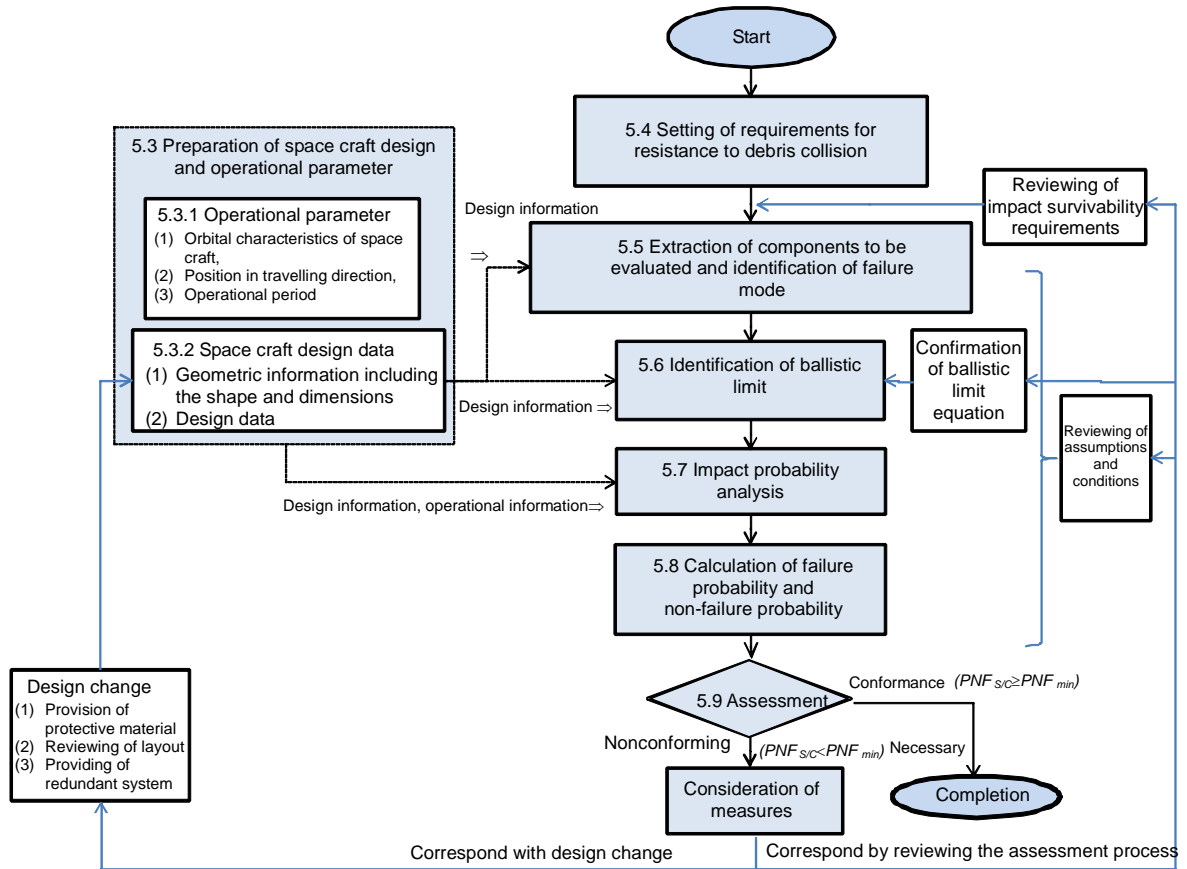 Start
5.4 Setting of requirements for
resistance to debris collision
5.3 Preparation of space craft design
and operational parameter
5.3.1 Operational parameter
(1) Orbital characteristics of space
craft,
(2) Position in travelling direction,
(3) Operational period
5.3.2 Space craft design data
(1) Geometric information including
the shape and dimensions
(2) Design data
Design information
⇒
Reviewing of
impact survivability
requirements
5.5 Extraction of components to be
evaluated and identification of failure
mode
5.6 Identification of ballistic
limit
Design information ⇒
Confirmation
of ballistic
limit
equation
Reviewing of
assumptions
and
conditions
5.7 Impact probability
analysis
Design information, operational information⇒
5.8 Calculation of failure
probability and
non-failure probability
5.9 Assessment
Conformance (PNF S/C≥PNF min)
Nonconforming
(PNF S/C<PNF min) Necessary
Design change
(1) Provision of
protective material
(2) Reviewing of layout
(3) Providing of
redundant system
Consideration of
measures
Completion
Correspond with design change
Correspond by reviewing the assessment process